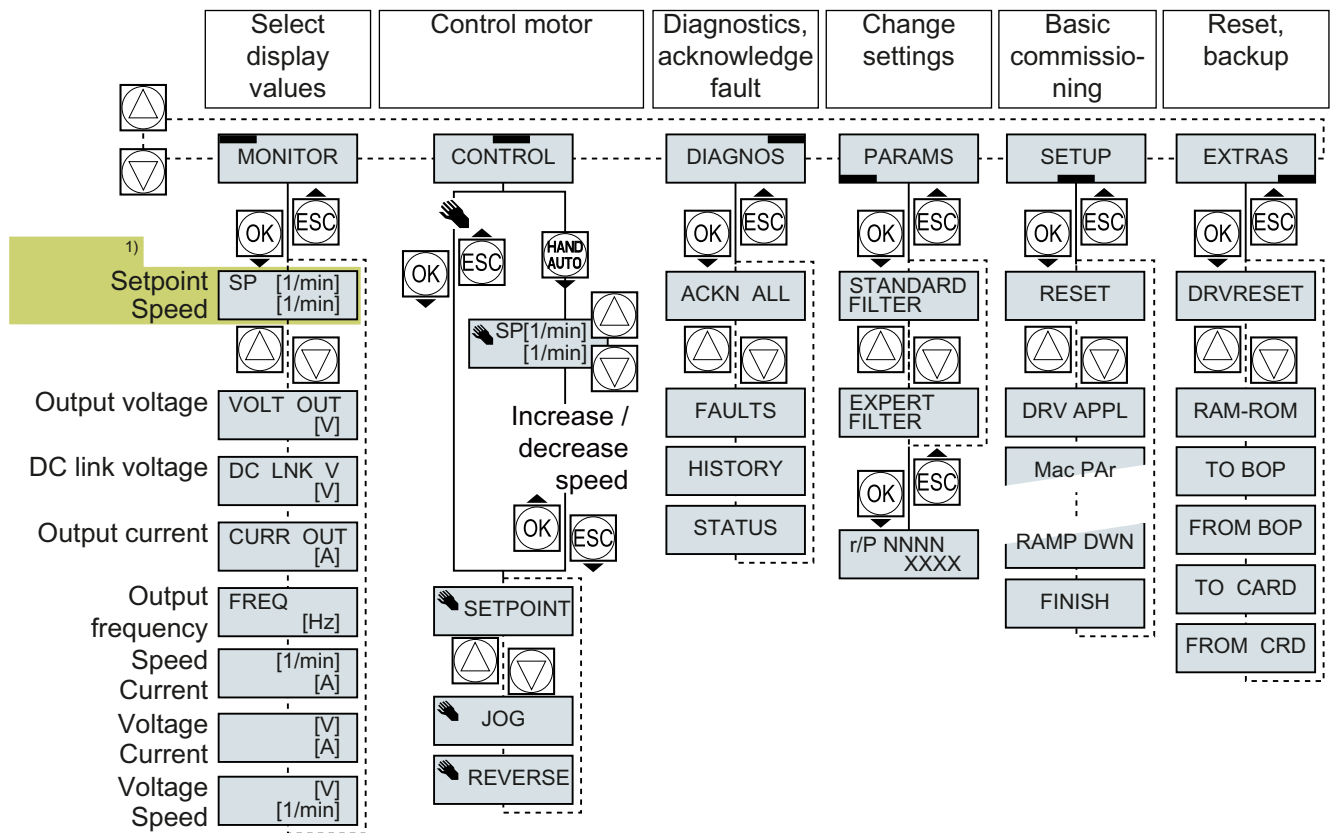 Select
display
values
Control motor
Diagnostics,
acknowledge
fault
Change
settings
Basic
commissio-
ning
Reset,
backup
MONITOR
CONTROL
DIAGNOS
PARAMS
SETUP
EXTRAS
OK
ESC
1)
Setpoint
Speed
SP [1/min]
[1/min]
Output voltage
VOLT OUT
[V]
DC link voltage
DC LNK V
[V]
Output current
CURR OUT
[A]
Output
frequency
FREQ
[Hz]
Speed
Current
[1/min]
[A]
Voltage
Current
[V]
[A]
Voltage
Speed
[V]
[1/min]
OK
ESC
HAND
AUTO
SP[1/min]
[1/min]
Increase /
decrease
speed
OK
ESC
SETPOINT
JOG
REVERSE
OK
ESC
ACKN ALL
FAULTS
HISTORY
STATUS
OK
ESC
STANDARD
FILTER
EXPERT
FILTER
OK
ESC
r/P NNNN
XXXX
OK
ESC
RESET
DRV APPL
Mac PAr
RAMP DWN
FINISH
OK
ESC
DRVRESET
RAM-ROM
TO BOP
FROM BOP
TO CARD
FROM CRD